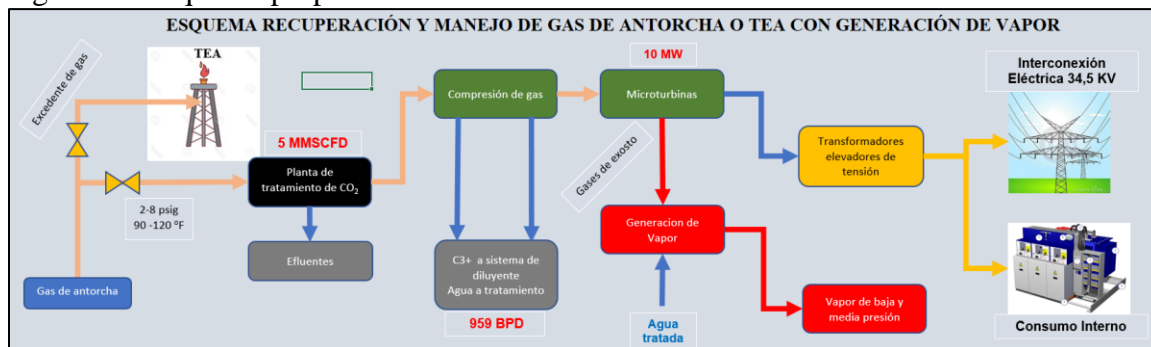 ESQUEMA RECUPERACIÓN Y MANEJO DE GAS DE ANTORCHA O TEA CON GENERACIÓN DE VAPOR
TEA
Excedente de gas
5 MMSCFD
Planta de
tratamiento de CO2
2-8 psig
90 -120 °F
Efluentes
Gas de antorcha
Compresión de gas
C3+ a sistema de
diluyente
Agua a tratamiento
959 BPD
10 MW
Microturbinas
Gases de exosto
Generacion de
Vapor
Agua
tratada
Vapor de baja y
media presión
Transformadores
elevadores de
tensión
Interconexión
Eléctrica 34,5 KV
Consumo Interno